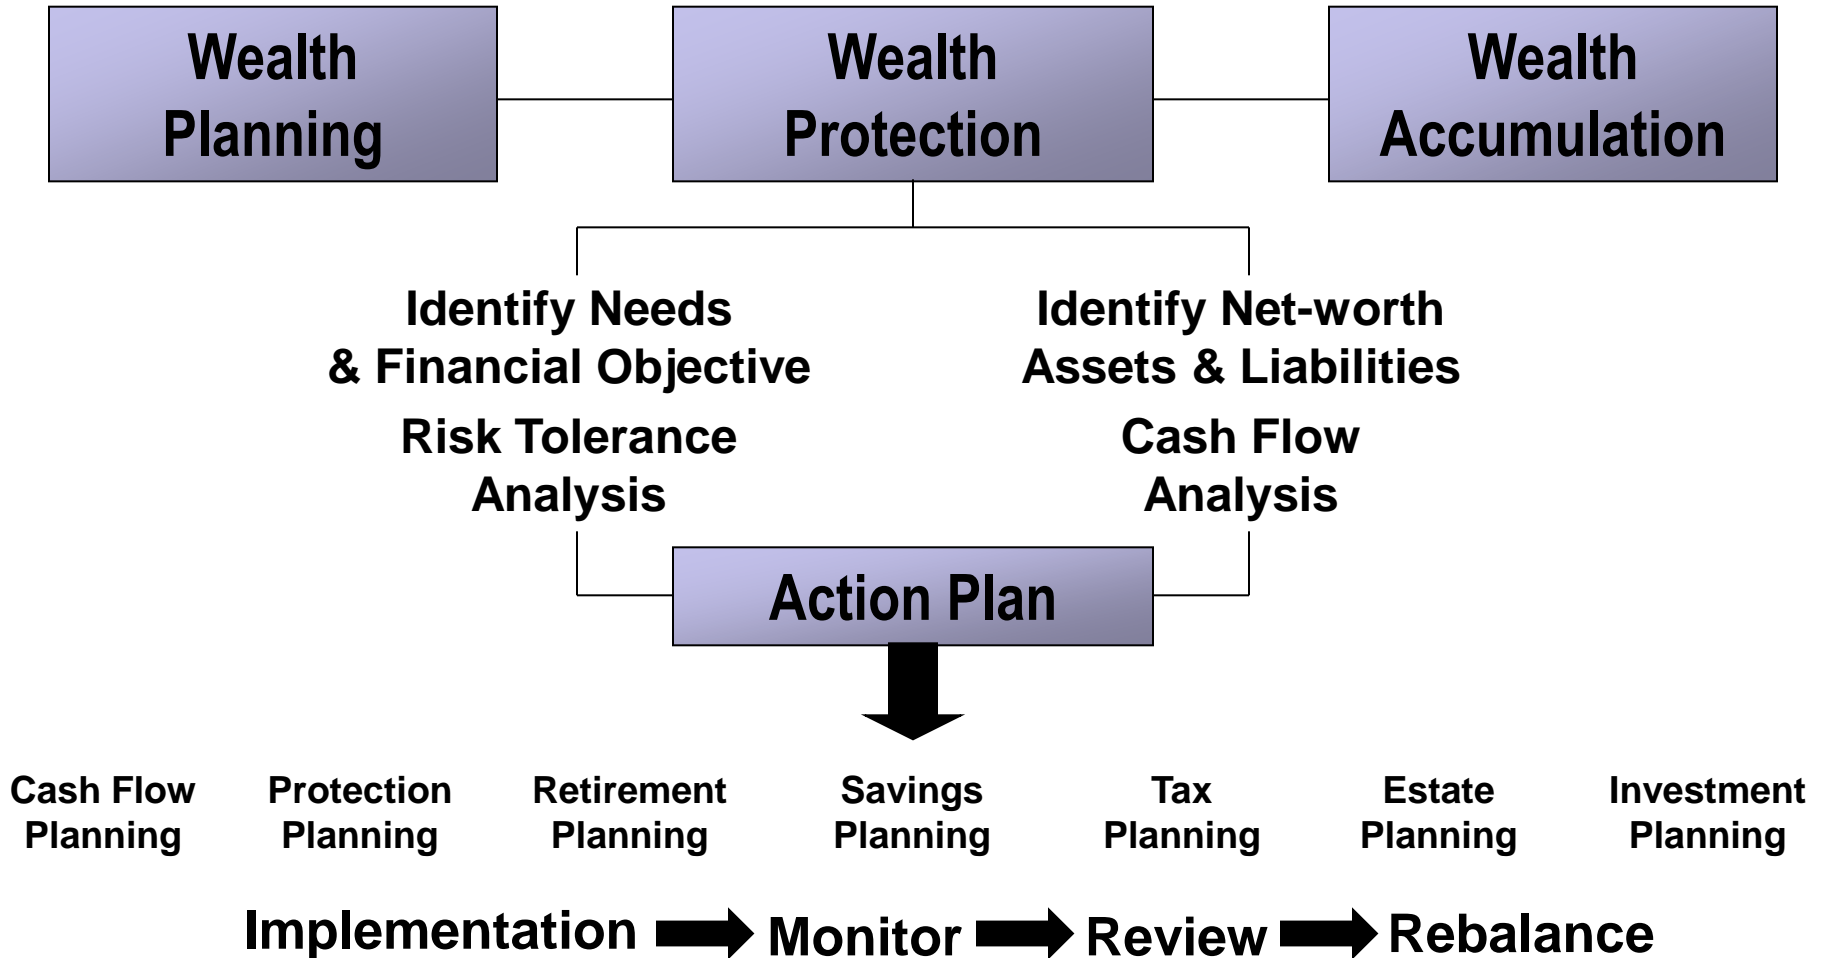 Wealth
Planning
Wealth
Protection
Wealth
Accumulation
Identify Needs
& Financial Objective
Risk Tolerance
Analysis
Identify Net-worth
Assets & Liabilities
Cash Flow
Analysis
Action Plan
Cash Flow
Planning
Protection
Planning
Retirement
Planning
Savings
Planning
Tax
Planning
Estate
Planning
Investment
Planning
Implementation
Monitor
Review
Rebalance